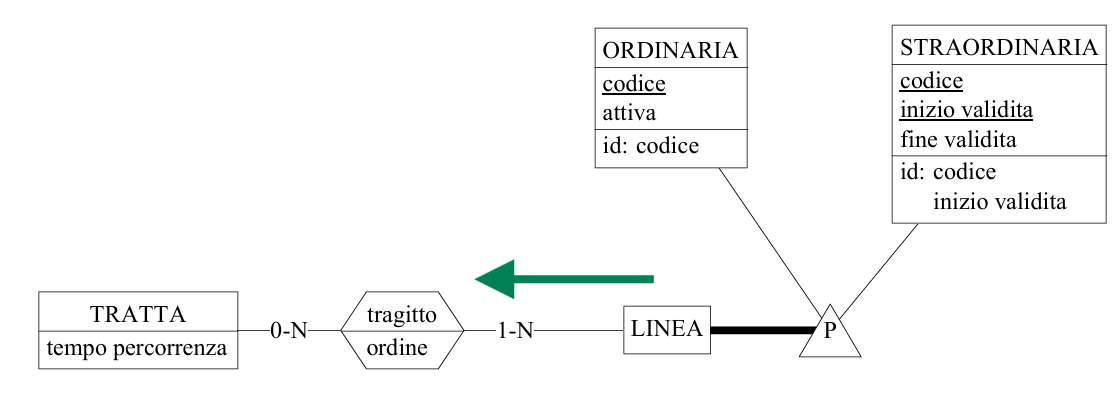 ORDINARIA
codice
attiva
id: codice
STRAORDINARIA
codice
inizio validita
fine validita
id: codice
inizio validita
TRATTA
tempo percorrenza
0-N
tragitto
ordine
1-N
LINEA
P